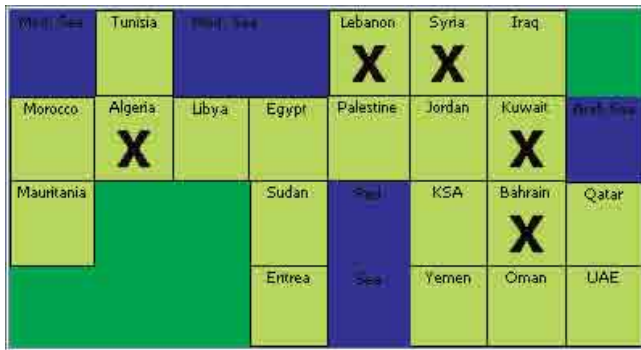 Med. Sea Tunisia Med. Sea Lebanon Syria Iraq
X X
Morocco Algeria Libya Egypt Palestine Jordan Kuwait Arab Sea
X X
Mauritania Sudan Red KSA Bahrain Qatar
X
Eritrea Sea Yemen Oman UAE